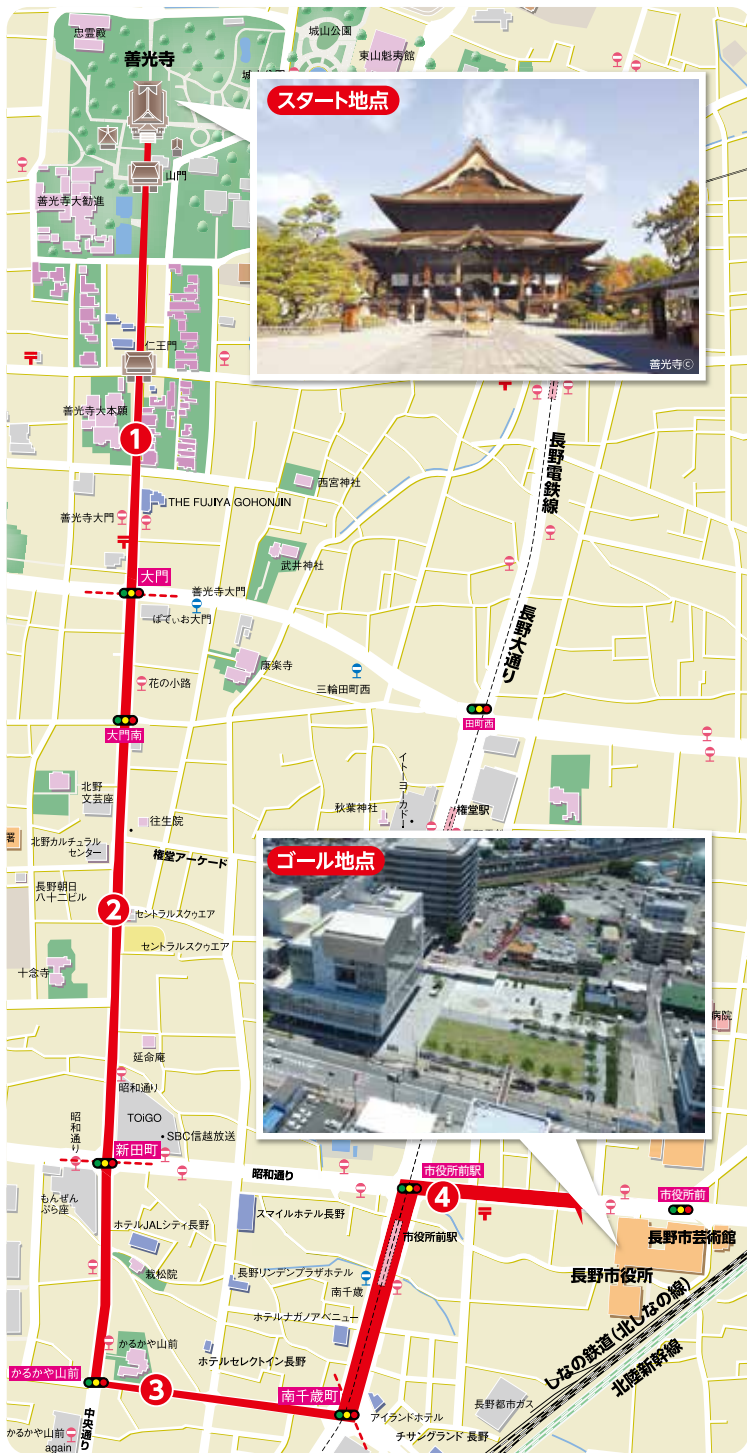 忠霊殿
城山公園
善光寺
東山魁夷館
スタート地点
山門
善光寺大勧進
仁王門
善光寺©
善光寺大本願
1
長野電鉄線
西宮神社
THE FUJIYA GOHONJIN
善光寺大門
武井神社
大門
善光寺大門
ぱてぃお大門
長野大通り
康楽寺
花の小路
三輪田町西
大門南
田町西
イトーヨーカドー
北野
文芸座
秋葉神社
権堂駅
往生院
北野カルチュラル
センター
権堂アーケード
ゴール地点
長野朝日
八十二ビル
2
セントラルスクゥエア
セントラルスクゥエア
十念寺
病院
延命庵
昭和通り
TOiGO
昭和通り
SBC信越放送
新田町
昭和通り
市役所前駅
4
市役所前
もんぜん
ぷら座
スマイルホテル長野
市役所前駅
長野市芸術館
ホテルJALシティ長野
長野市役所
栽松院
長野リンデンプラザホテル
南千歳
ホテルナガノアベニュー
しなの鉄道(北しなの線)
北陸新幹線
かるかや山前
ホテルセレクトイン長野
かるかや山前
3
南千歳町
中央通り
アイランドホテル
長野都市ガス
チサングランド 長野
かるかや山前
again